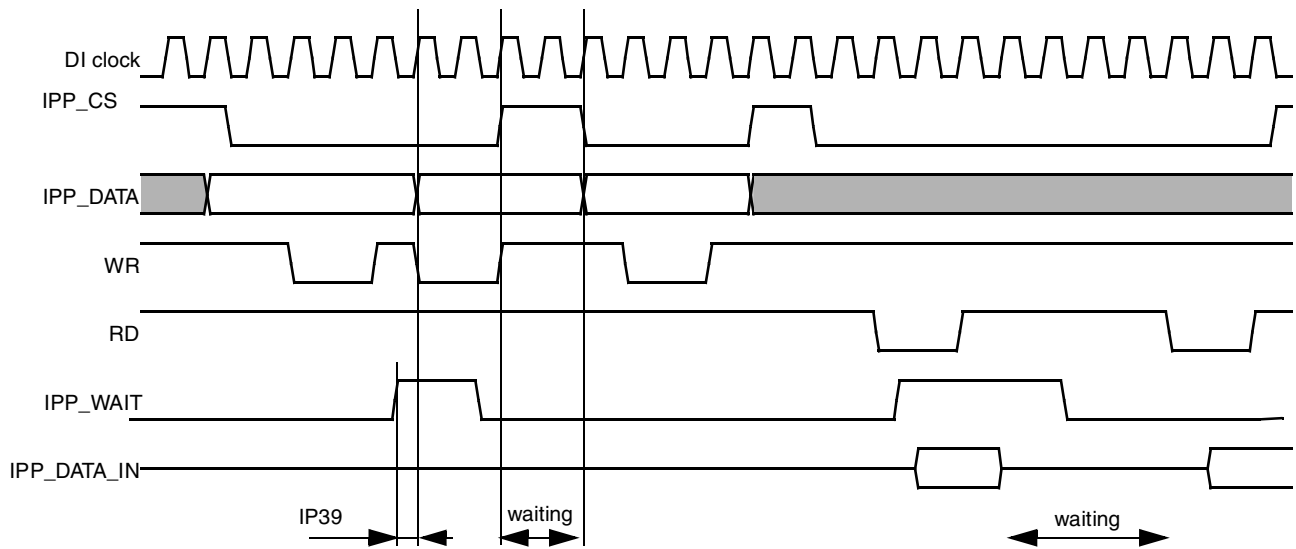 DI clock
IPP_CS
IPP_DATA
WR
RD
IPP_WAIT
IPP_DATA_IN
IP39
waiting
waiting